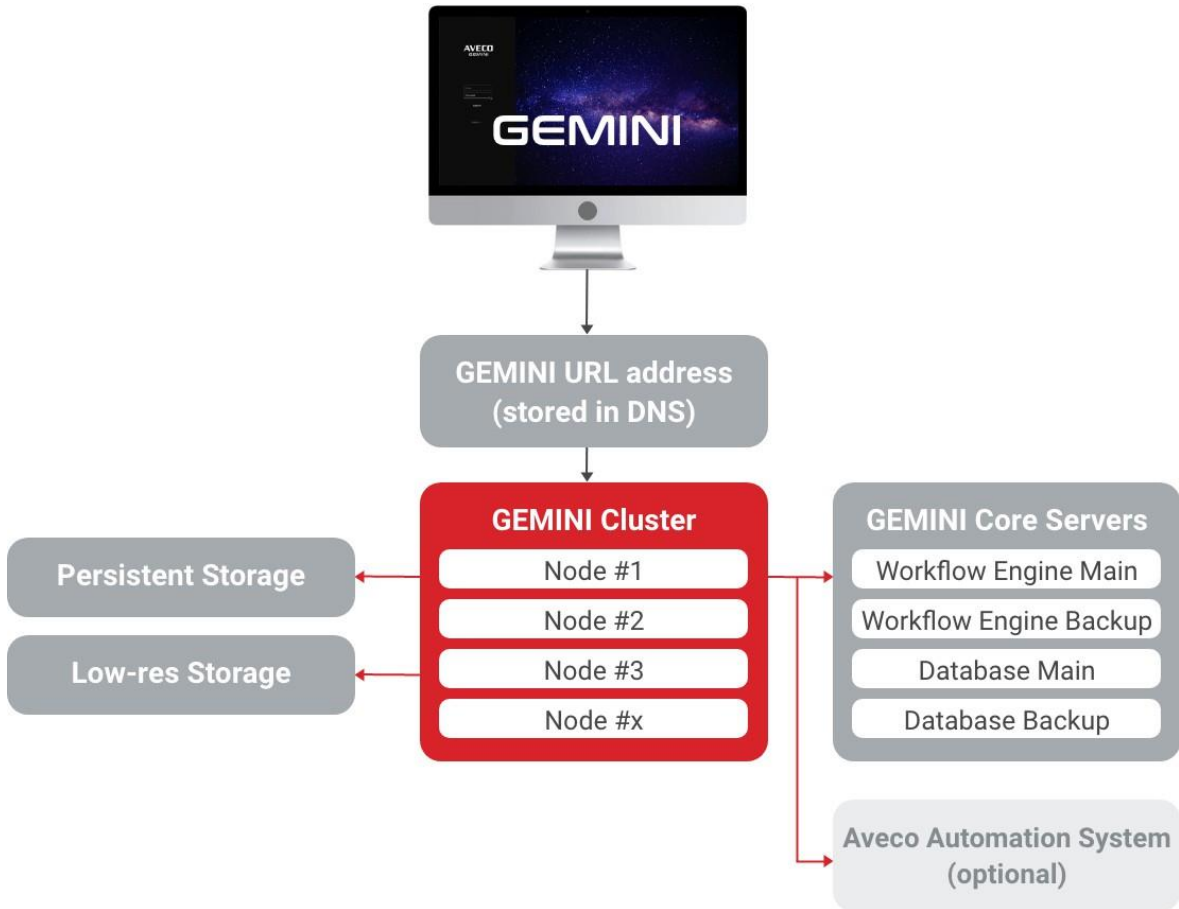 AVECO
GEMINI
GEMINI URL address
(stored in DNS)
GEMINI Cluster
Node #1
Node #2
Node #3
Node #x
Persistent Storage
Low-res Storage
GEMINI Core Servers
Workflow Engine Main
Workflow Engine Backup
Database Main
Database Backup
Aveco Automation System
(optional)